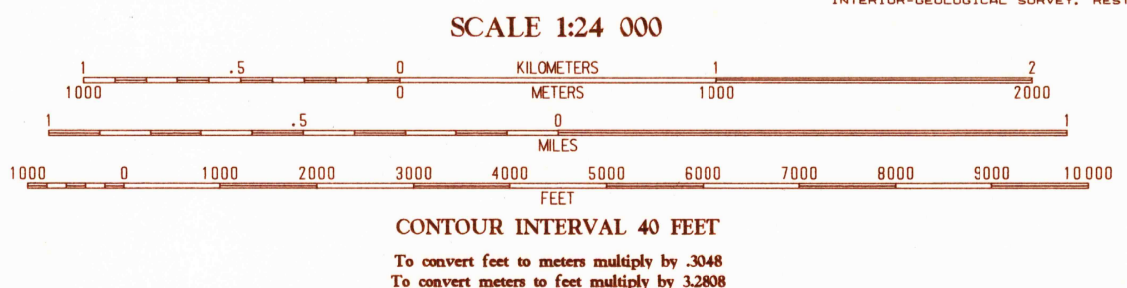 INTERIOR-GEOLOGICAL SURVEY, REST
SCALE 1:24 000
1 .5 0 KILOMETERS 1 2
1000 0 METERS 1000 2000
1 .5 0 1
MILES
1000 0 1000 2000 3000 4000 5000 6000 7000 8000 9000 10 000
FEET
CONTOUR INTERVAL 40 FEET
To convert feet to meters multiply by .3048
To convert meters to feet multiply by 3.2808